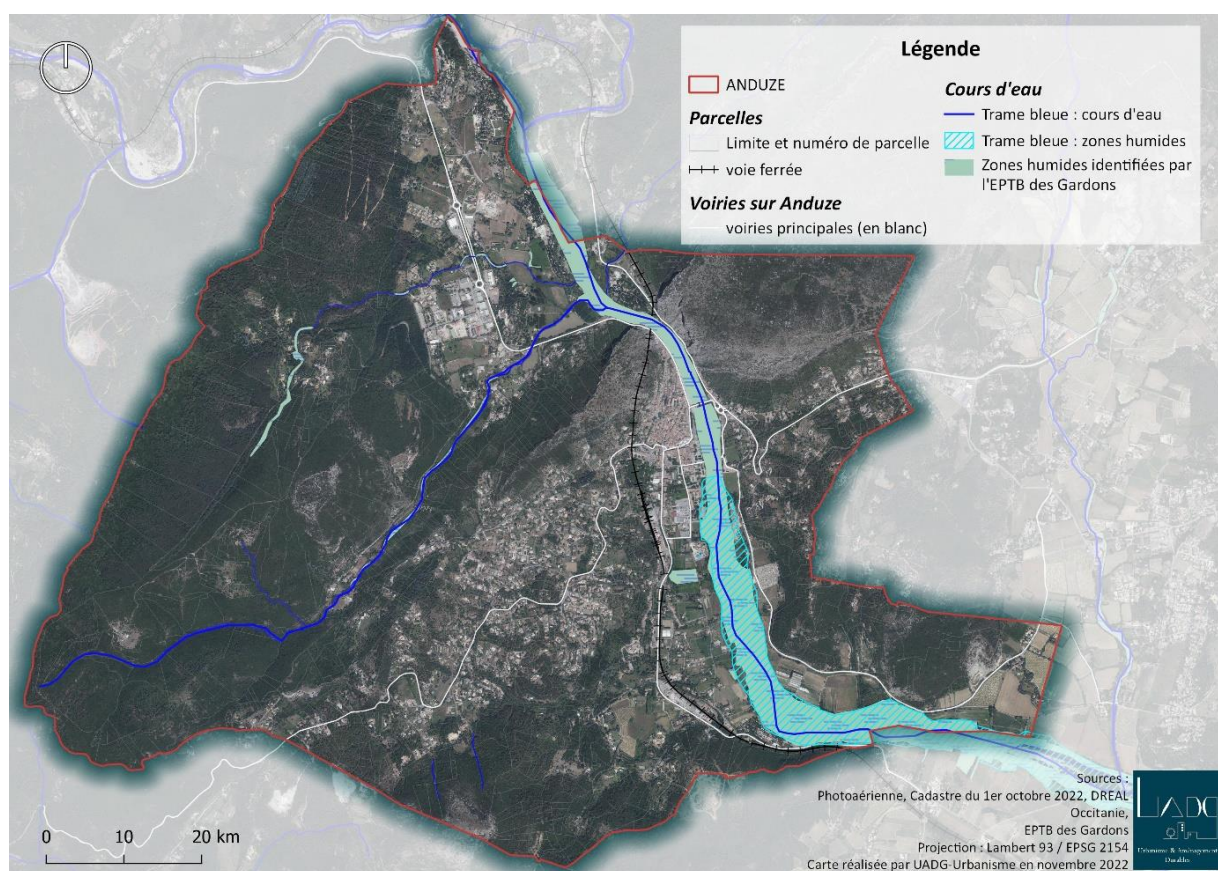 Légende
ANDUZE
Parcelles
Limite et numéro de parcelle
voie ferrée
Voiries sur Anduze
voiries principales (en blanc)
Cours d'eau
Trame bleue : cours d'eau
Trame bleue : zones humides
Zones humides identifiées par
l'EPTB des Gardons
0 10 20 km
Sources :
Photoaérienne, Cadastre du 1er octobre 2022, DREAL
Occitanie,
EPTB des Gardons
Projection : Lambert 93 / EPSG 2154
Carte réalisée par UADG-Urbanisme en novembre 2022
UADG
Urbanisme & Aménagement
Durables